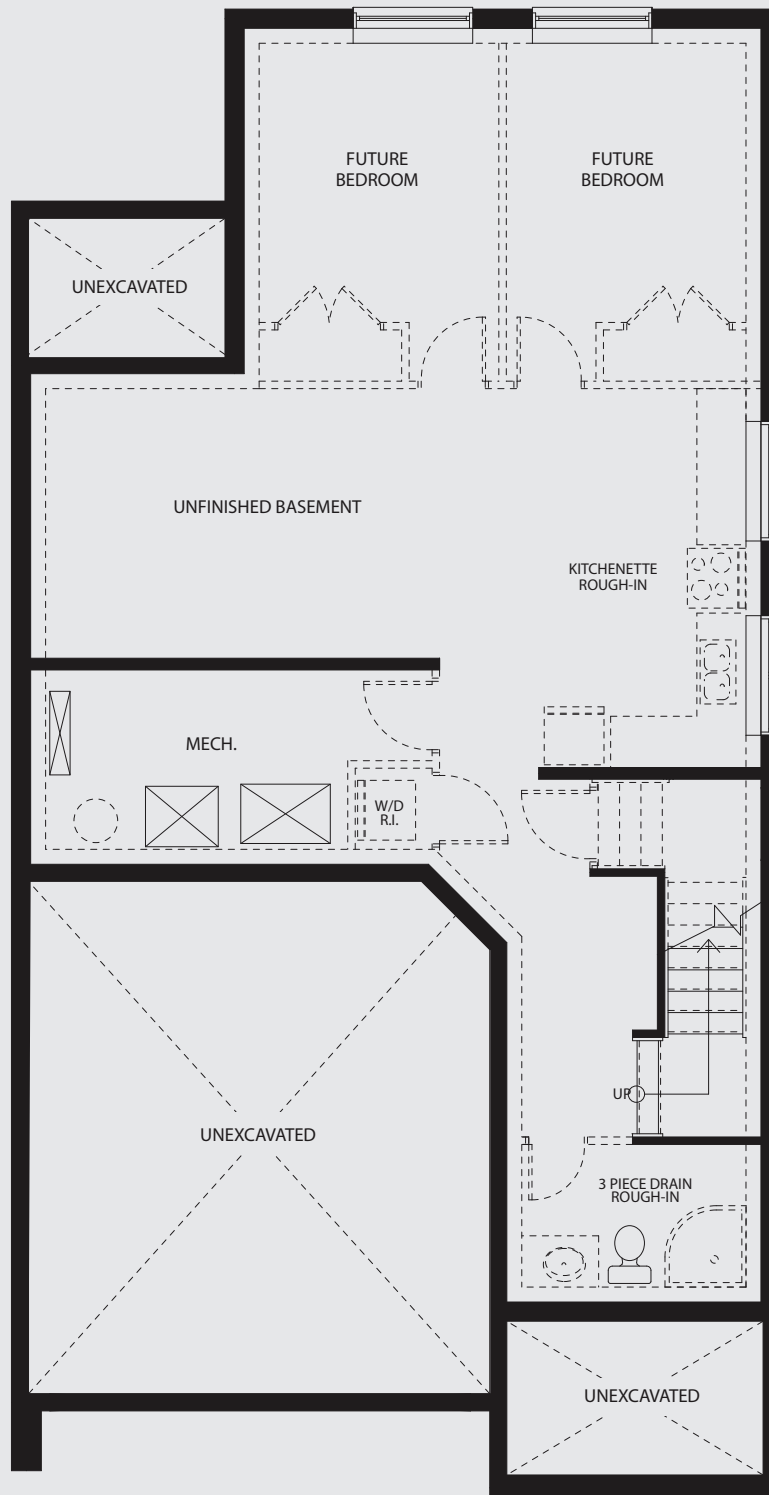 FUTURE
BEDROOM
FUTURE
BEDROOM
UNEXCAVATED
UNFINISHED BASEMENT
KITCHENETTE
ROUGH-IN
MECH.
W/D
R.I.
UP
UNEXCAVATED
3 PIECE DRAIN
ROUGH-IN
UNEXCAVATED